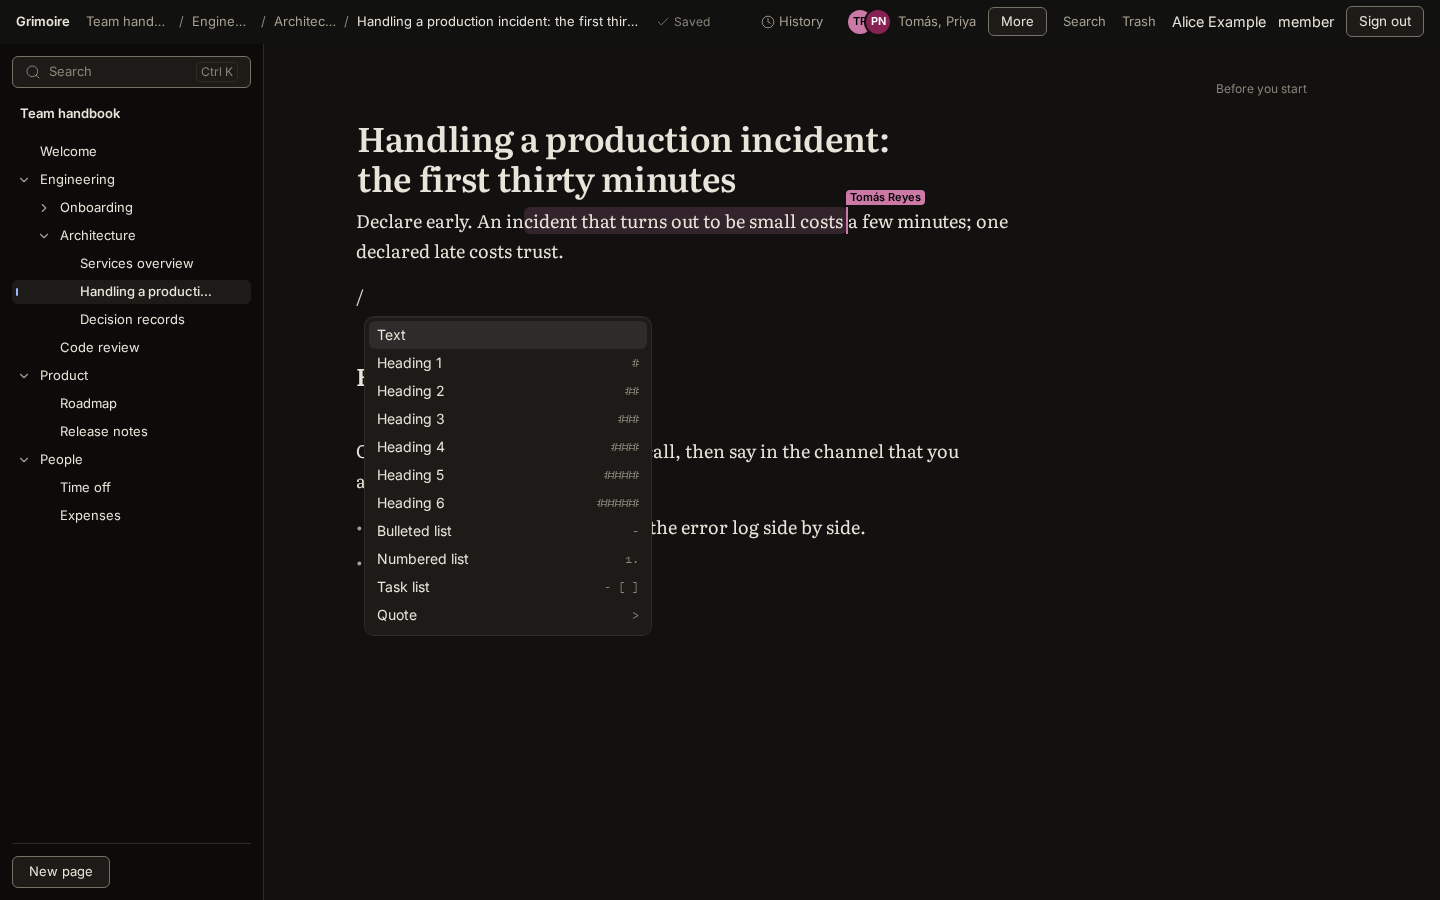 Grimoire Team hand... / Engine... / Architec... / Handling a production incident: the first thir... Saved History TR PN Tomás, Priya More Search Trash Alice Example member Sign out
Search Ctrl K
Team handbook
Welcome
Engineering
Onboarding
Architecture
Services overview
Handling a producti...
Decision records
Code review
Product
Roadmap
Release notes
People
Time off
Expenses
New page
Before you start
Handling a production incident:
the first thirty minutes
Tomás Reyes
Declare early. An incident that turns out to be small costs a few minutes; one
declared late costs trust.
/
Text
Heading 1 #
Heading 2 ##
Heading 3 ###
Heading 4 ####
Heading 5 #####
Heading 6 ######
Bulleted list -
Numbered list 1.
Task list - [ ]
Quote >
all, then say in the channel that you
the error log side by side.